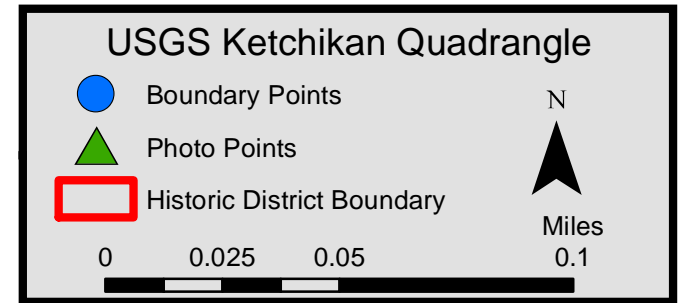 USGS Ketchikan Quadrangle
Boundary Points
N
Photo Points
Historic District Boundary
Miles
0 0.025 0.05 0.1